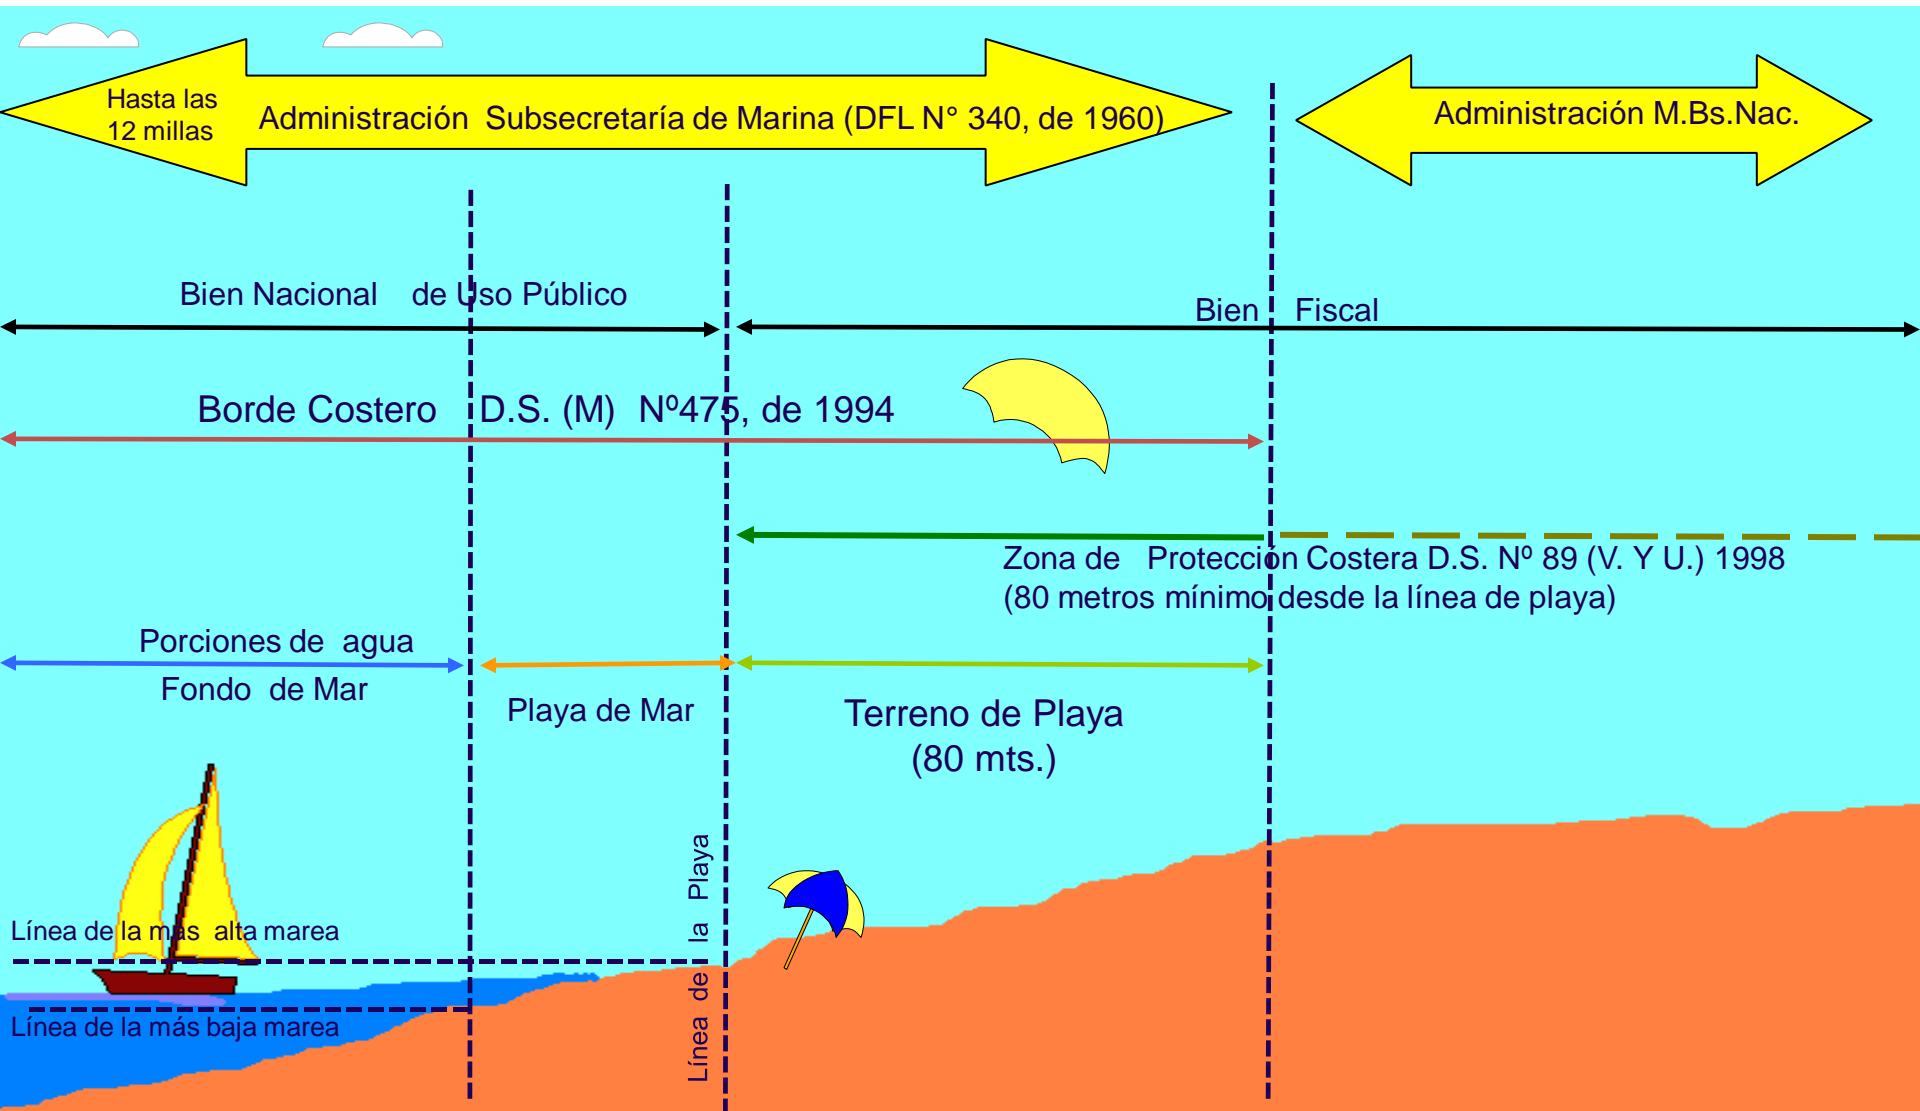 Hasta las
12 millas
Administración Subsecretaría de Marina (DFL N° 340, de 1960)
Administración M.Bs.Nac.
Bien Nacional de Uso Público
Bien Fiscal
Borde Costero D.S. (M) Nº475, de 1994
Zona de Protección Costera D.S. Nº 89 (V. Y U.) 1998
(80 metros mínimo desde la línea de playa)
Porciones de agua
Fondo de Mar
Playa de Mar
Terreno de Playa
(80 mts.)
Línea de la Playa
Línea de la más alta marea
Línea de la más baja marea